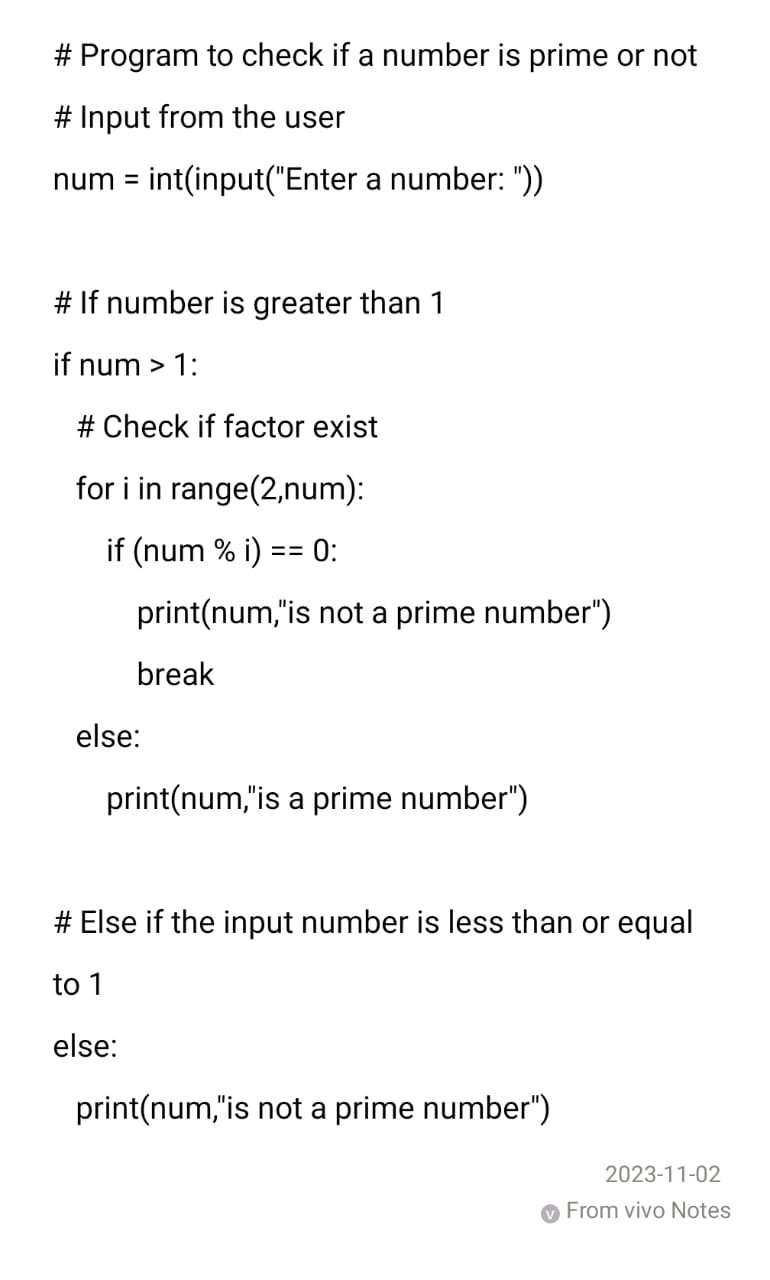 # Program to check if a number is prime or not
# Input from the user
num = int(input("Enter a number: "))
# If number is greater than 1
if num > 1:
# Check if factor exist
for i in range(2,num):
if (num % i) == 0:
print(num,"is not a prime number")
break
else:
print(num,"is a prime number")
# Else if the input number is less than or equal
to 1
else:
print(num,"is not a prime number")
2023-11-02
V From vivo Notes